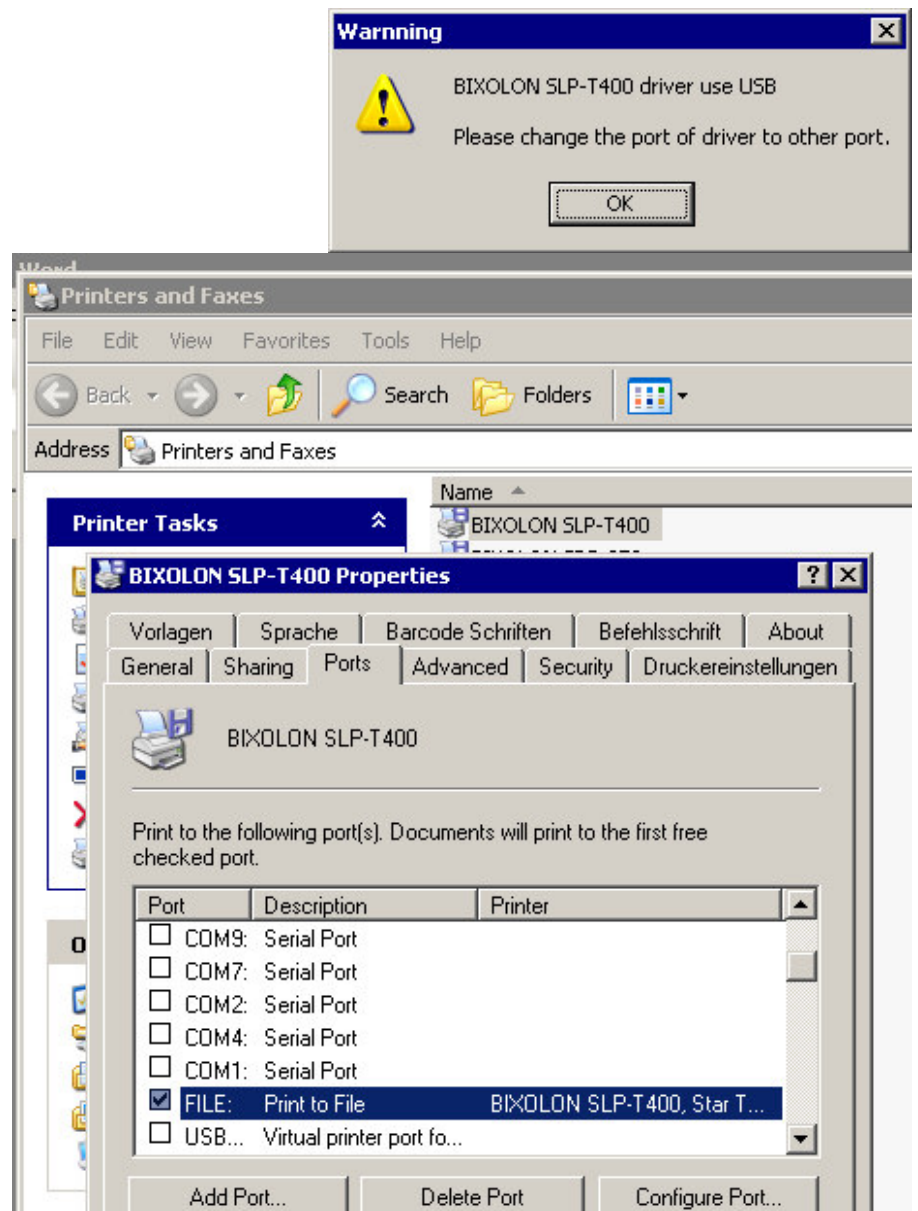 Warnning
BIXOLON SLP-T400 driver use USB
Please change the port of driver to other port.
OK
Word
Printers and Faxes
File Edit View Favorites Tools Help
Back Search Folders
Address Printers and Faxes
Name
Printer Tasks
BIXOLON SLP-T400
BIXOLON SLP-T400 Properties
Vorlagen Sprache Barcode Schriften Befehlsschrift About
General Sharing Ports Advanced Security Druckereinstellungen
BIXOLON SLP-T400
Print to the following port(s). Documents will print to the first free
checked port.
Port Description Printer
COM9: Serial Port
COM7: Serial Port
COM2: Serial Port
COM4: Serial Port
COM1: Serial Port
FILE: Print to File BIXOLON SLP-T400, Star T...
USB... Virtual printer port fo...
Add Port... Delete Port Configure Port...